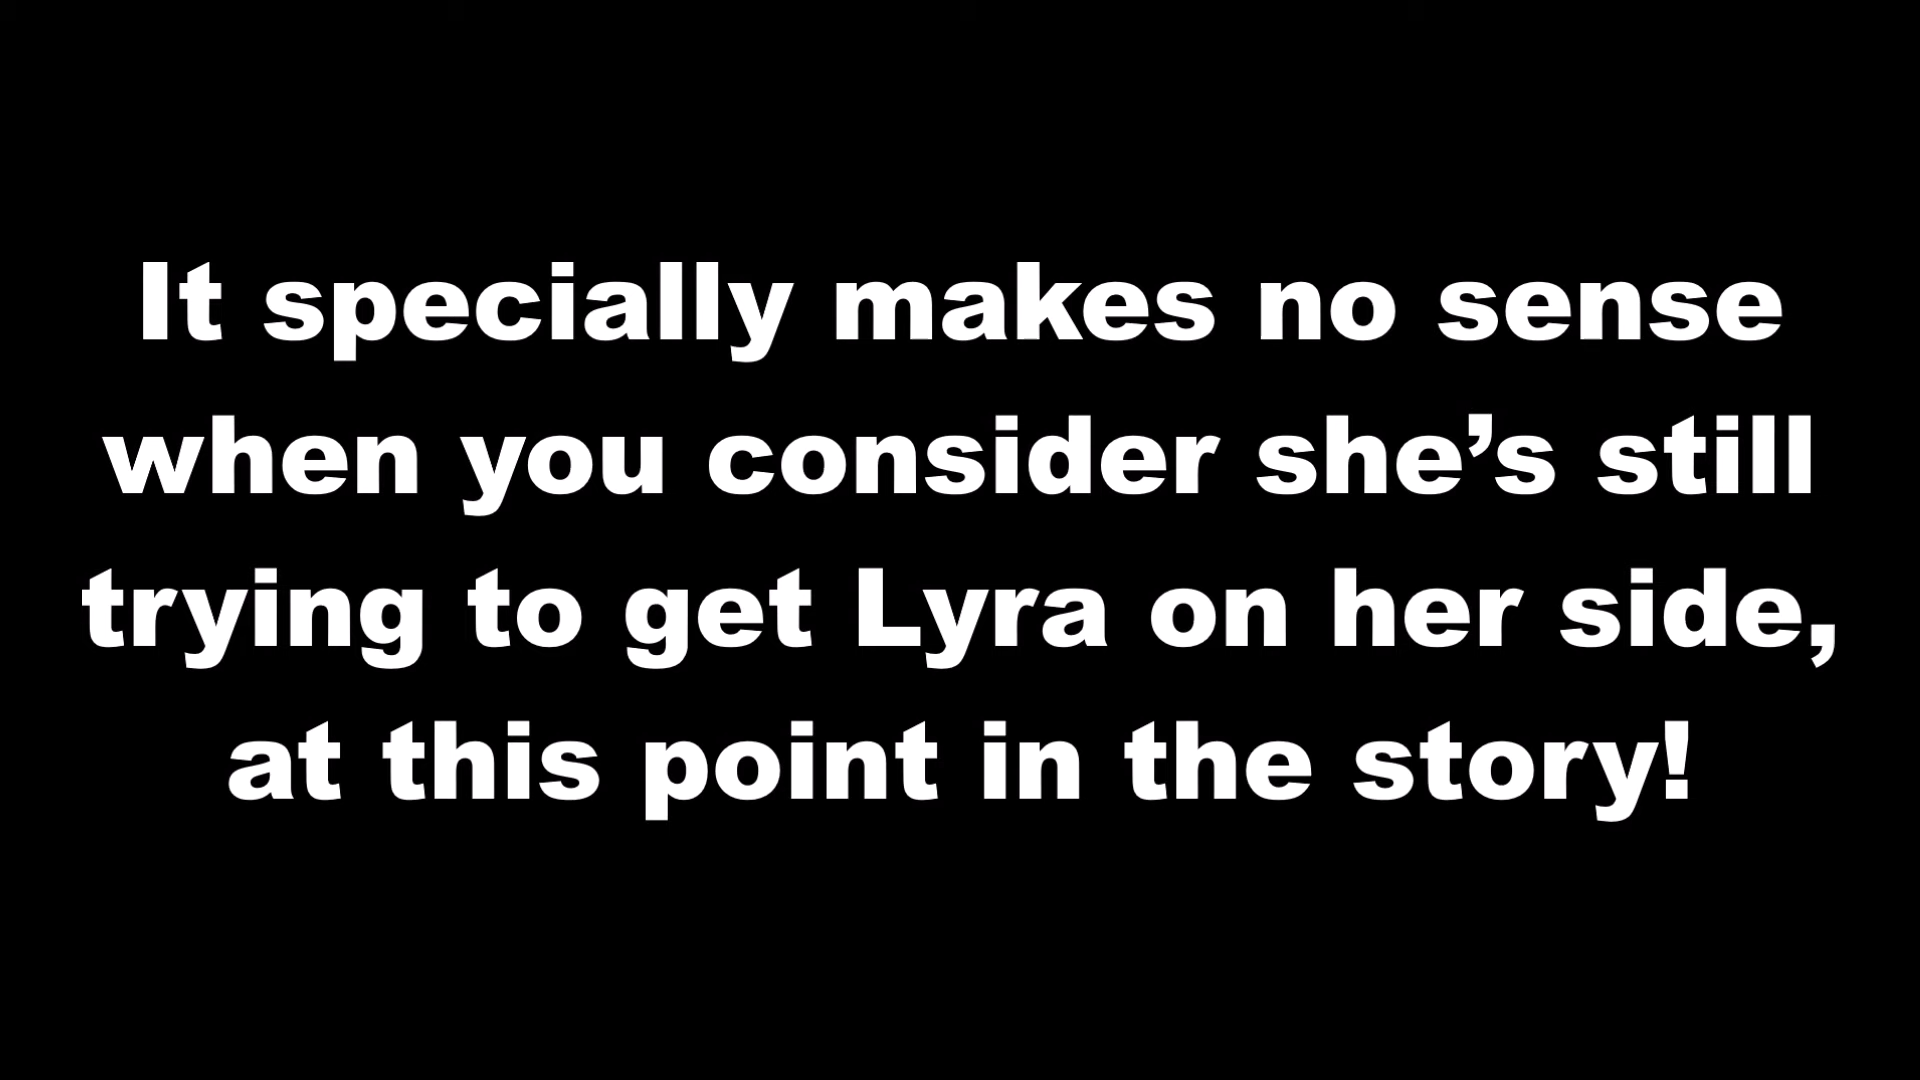 It specially makes no sense
when you consider she’s still
trying to get Lyra on her side,
at this point in the story!